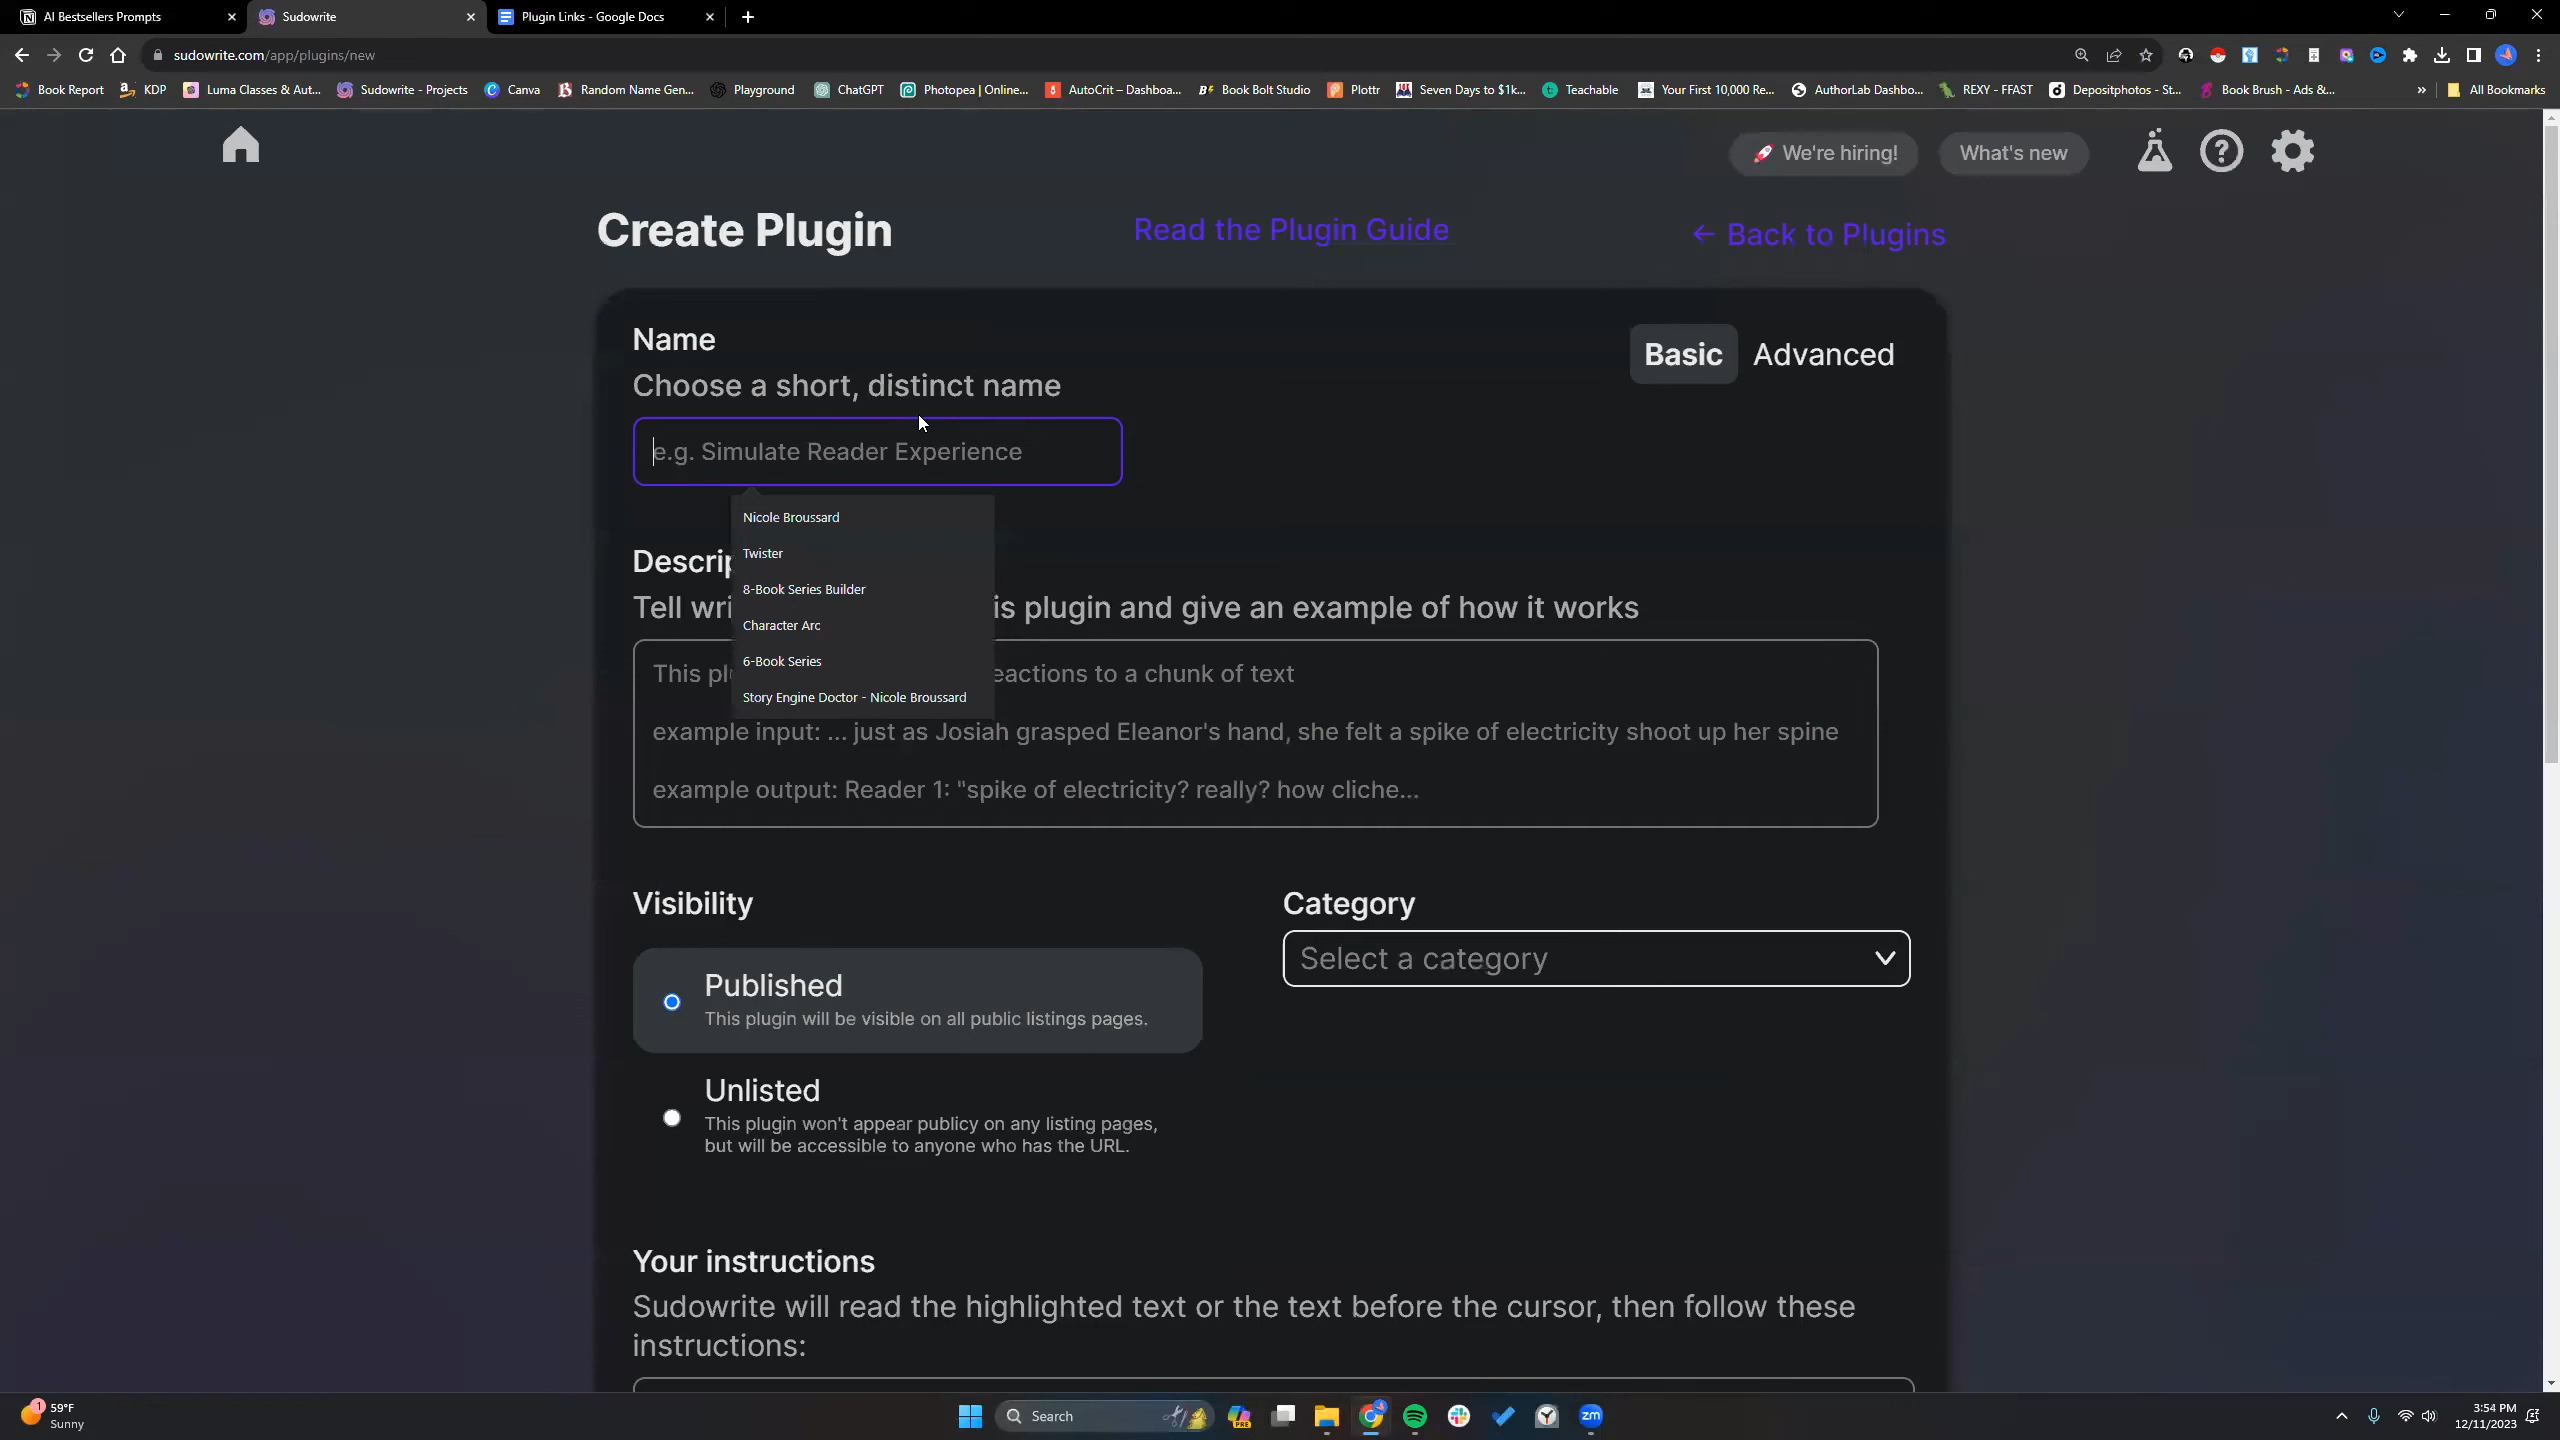 AI Bestsellers Prompts
Sudowrite
Plugin Links - Google Docs
sudowrite.com/app/plugins/new
Book Report
KDP
Luma Classes & Aut...
Sudowrite - Projects
Canva
Random Name Gen...
Playground
ChatGPT
Photopea | Online...
AutoCrit – Dashboa...
Book Bolt Studio
Plottr
Seven Days to $1k...
Teachable
Your First 10,000 Re...
AuthorLab Dashbo...
REXY - FFAST
Depositphotos - St...
Book Brush - Ads &...
»
All Bookmarks
We're hiring!
What's new
Create Plugin
Read the Plugin Guide
← Back to Plugins
Name
Basic
Advanced
Choose a short, distinct name
e.g. Simulate Reader Experience
Nicole Broussard
Twister
8-Book Series Builder
Character Arc
6-Book Series
Story Engine Doctor - Nicole Broussard
Descrip
Tell wri is plugin and give an example of how it works
This pl eactions to a chunk of text
example input: ... just as Josiah grasped Eleanor's hand, she felt a spike of electricity shoot up her spine
example output: Reader 1: "spike of electricity? really? how cliche...
Visibility
Category
Select a category
Published
This plugin will be visible on all public listings pages.
Unlisted
This plugin won't appear publicy on any listing pages,
but will be accessible to anyone who has the URL.
Your instructions
Sudowrite will read the highlighted text or the text before the cursor, then follow these
instructions:
1
59°F
Sunny
Search
PRE
zm
3:54 PM
12/11/2023